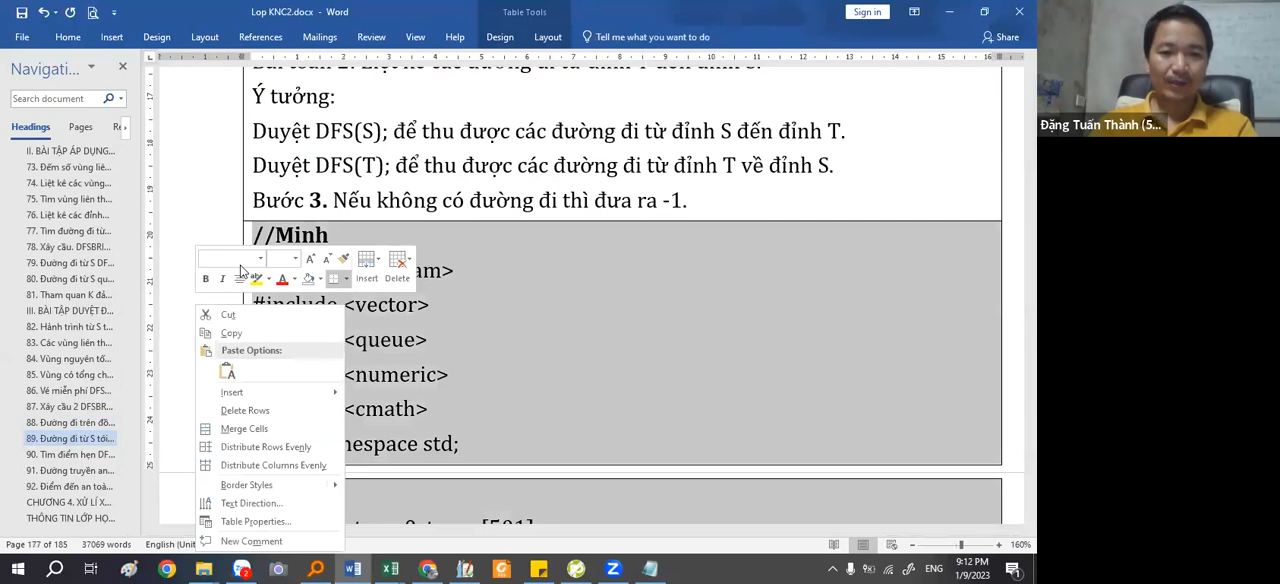 Lop KNC2.docx - Word
Table Tools
Sign in
File Home Insert Design Layout References Mailings Review View Help Design Layout Tell me what you want to do Share
Navigati...
Search document
Headings Pages
II. BÀI TẬP ÁP DỤNG...
73. Đếm số vùng liê...
74. Liệt kê các vùng...
75. Tìm vùng liên th...
76. Liệt kê các đỉnh...
77. Tìm đường đi từ...
78. Xây cầu. DFSBRI...
79. Đường đi từ S DF...
80. Đường đi từ S qu...
81. Tham quan K đả...
III. BÀI TẬP DUYỆT Đ...
82. Hành trình từ S t...
83. Các vùng liên th...
84. Vùng nguyên tố...
85. Vùng có tổng ch...
86. Vé miễn phí DFS...
87. Xây cầu 2 DFSBR...
88. Đường đi trên đồ...
89. Đường đi từ S tới...
90. Tìm điểm hẹn DF...
91. Đường truyền an...
92. Điểm đến an toà...
CHƯƠNG 4. XỬ LÍ X...
THÔNG TIN LỚP HỌ...
Ý tưởng:
Duyệt DFS(S); để thu được các đường đi từ đỉnh S đến đỉnh T.
Duyệt DFS(T); để thu được các đường đi từ đỉnh T về đỉnh S.
Bước 3. Nếu không có đường đi thì đưa ra -1.
//Minh
am>
#include <vector>
<queue>
<numeric>
<cmath>
espace std;
Insert Delete
Cut
Copy
Paste Options:
Insert
Delete Rows
Merge Cells
Distribute Rows Evenly
Distribute Columns Evenly
Border Styles
Text Direction...
Table Properties...
New Comment
Page 177 of 185 37069 words
160%
ENG
9:12 PM
1/9/2023
Đặng Tuấn Thành (5...